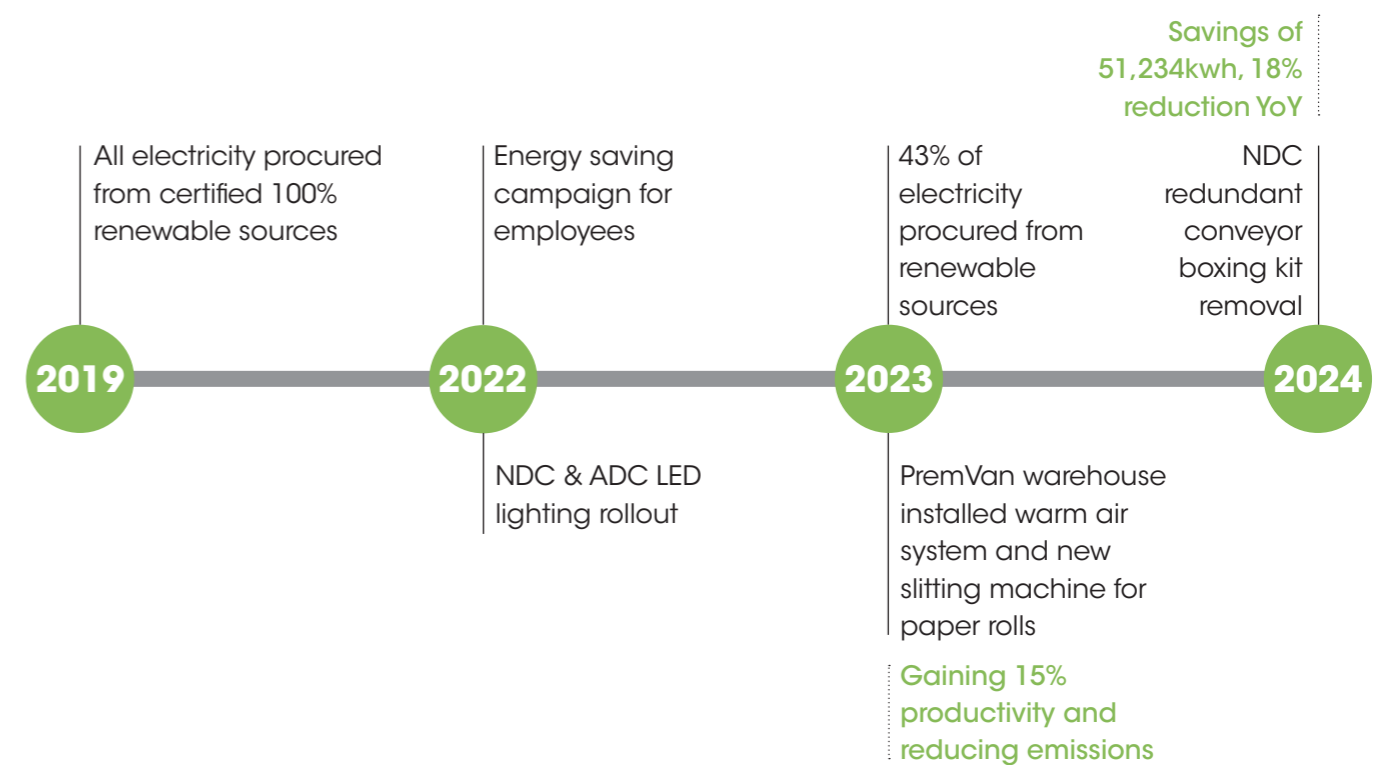 Savings of
51,234kwh, 18%
reduction YoY
All electricity procured
from certified 100%
renewable sources
Energy saving
campaign for
employees
43% of
electricity
procured from
renewable
sources
NDC
redundant
conveyor
boxing kit
removal
2019
2022
2023
2024
NDC & ADC LED
lighting rollout
PremVan warehouse
installed warm air
system and new
slitting machine for
paper rolls
Gaining 15%
productivity and
reducing emissions